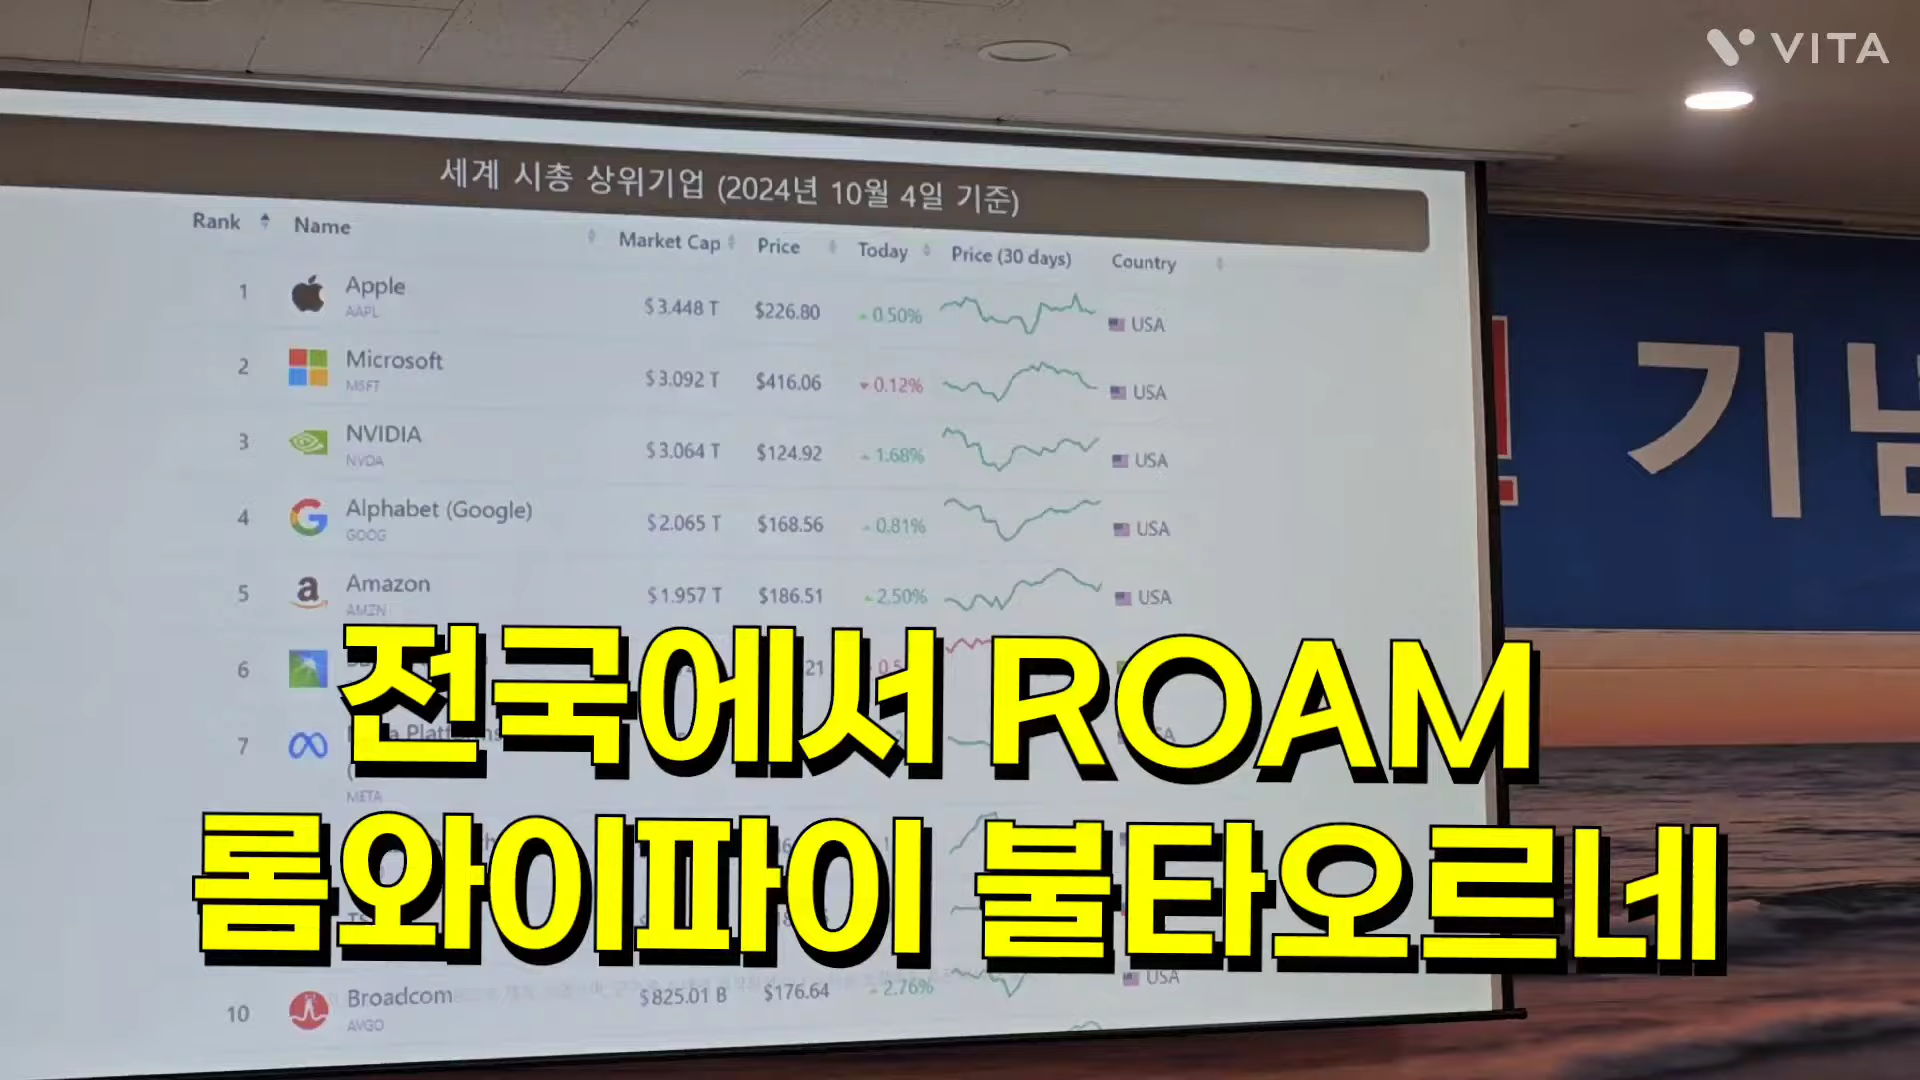 VITA
세계 시총 상위기업 (2024년 10월 4일 기준)
Rank Name Market Cap Price Today Price (30 days) Country
1 Apple $3.448 T $226.80 0.50% USA
AAPL
2 Microsoft $3.092 T $416.06 0.12% USA
MSFT
3 NVIDIA $3.064 T $124.92 1.68% USA
NVDA
4 Alphabet (Google) $2.065 T $168.56 0.81% USA
GOOG
5 Amazon $1.957 T $186.51 2.50% USA
AMZN
6
7
META
10 Broadcom $825.01 B $176.64 2.76% USA
AVGO
기념
전국에서 ROAM
롬와이파이 불타오르네